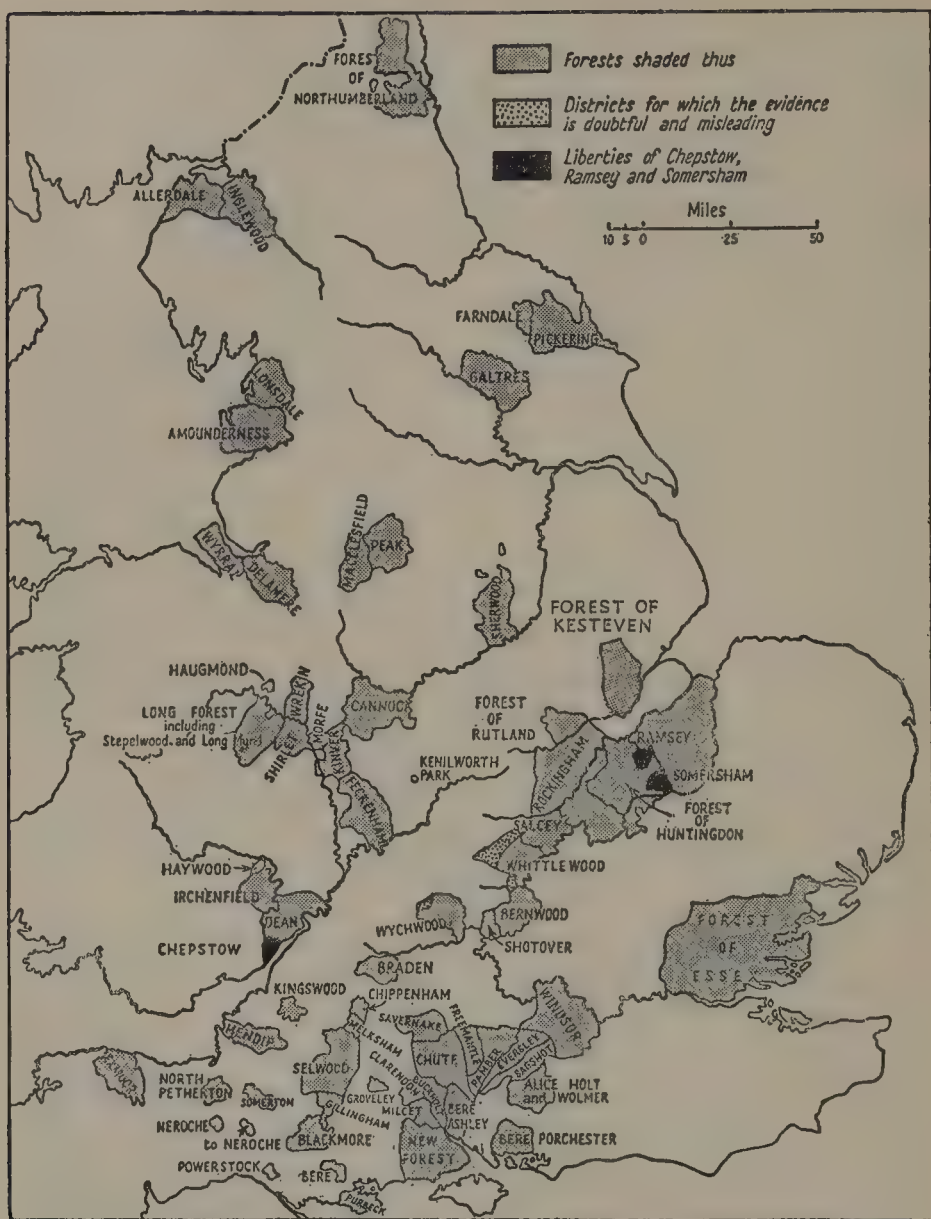 FOREST
OF
NORTHUMBERLAND
Forests shaded thus
Districts for which the evidence
is doubtful and misleading
Liberties of Chepstow,
Ramsey and Somersham
Miles
10 5 0 25 50
ALLERDALE
INGLEWOOD
FARNDALE
PICKERING
GALTRES
LONSDALE
AMOUNDERNESS
WYRRAL
DELAMERE
MACCLESFIELD
PEAK
SHERWOOD
FOREST OF
KESTEVEN
HAUGMOND
WREKIN
LONG FOREST
including
Stepelwood and Long
SHIRLET
MORFE
KINVER
CANNOCK
FECKENHAM
KENILWORTH
PARK
FOREST
OF
RUTLAND
ROCKINGHAM
RAMSEY
SOMERSHAM
FOREST OF
HUNTINGDON
SALCEY
WHITTLEWOOD
HAYWOOD
IRCHENFIELD
DEAN
CHEPSTOW
WYCHWOOD
BERNWOOD
SHOTOVER
FOREST
OF
ESSE
BRADEN
KINGSWOOD
CHIPPENHAM
MELKSHAM
SAVERNAKE
FREEMANTLE
WINDSOR
MENDIP
SELWOOD
CLARENDON
CHUTE
PAMBER
EVERSLEY
BAGSHOT
NORTH
PETHERTON
SOMERTON
GILLINGHAM
GROVELEY
MILCET
BUCKHOLT
BERE
ASHLEY
ALICE HOLT
and WOLMER
NEROCHE
to NEROCHE
BLACKMORE
NEW
FOREST
BERE PORCHESTER
POWERSTOCK
BERE
PURBECK